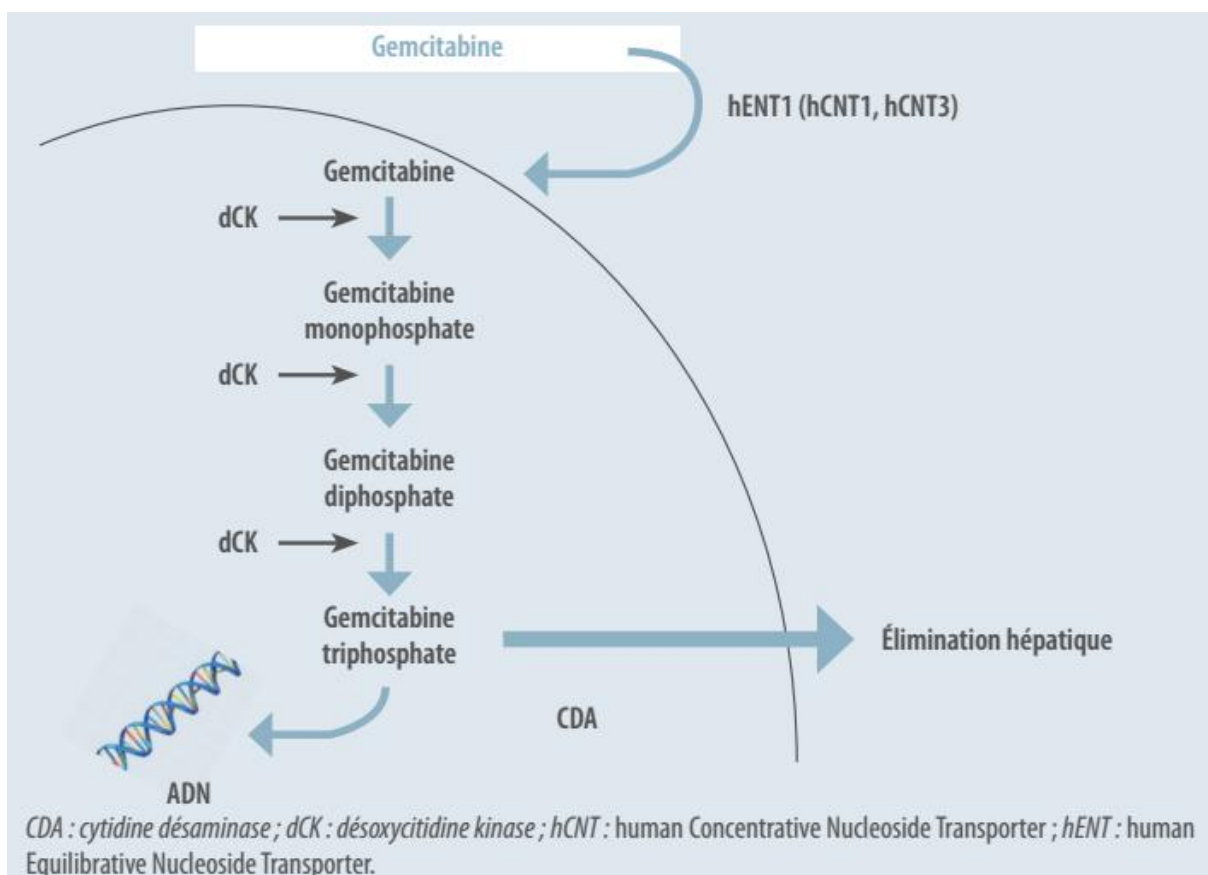 Gemcitabine
hENT1 (hCNT1, hCNT3)
Gemcitabine
dCK
Gemcitabine
monophosphate
dCK
Gemcitabine
diphosphate
dCK
Gemcitabine
triphosphate
Élimination hépatique
CDA
ADN
CDA : cytidine désaminase ; dCK : désoxycitidine kinase ; hCNT : human Concentrative Nucleoside Transporter ; hENT : human
Equilibrative Nucleoside Transporter.